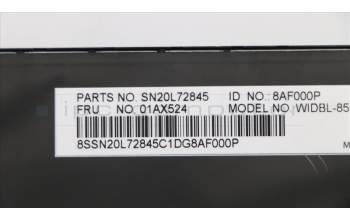 PARTS NO. SN20L72845 ID NO. 8AF000P
FRU NO. 01AX524 MODEL NO. WIDBL-85
8SSN20L72845C1DG8AF000P
M